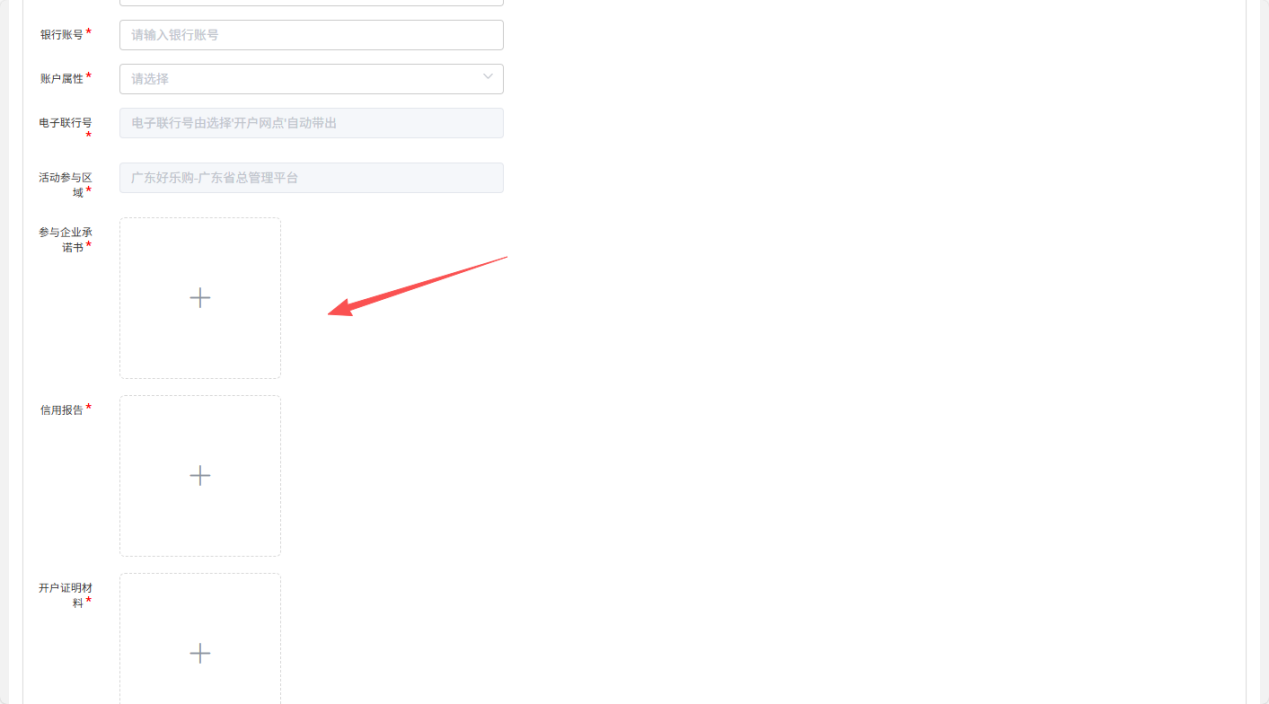 银行账号*
请输入银行账号
账户属性*
请选择
电子联行号
*
电子联行号由选择'开户网点'自动带出
活动参与区
域*
广东好乐购-广东省总管理平台
参与企业承
诺书*
信用报告*
开户证明材
料*